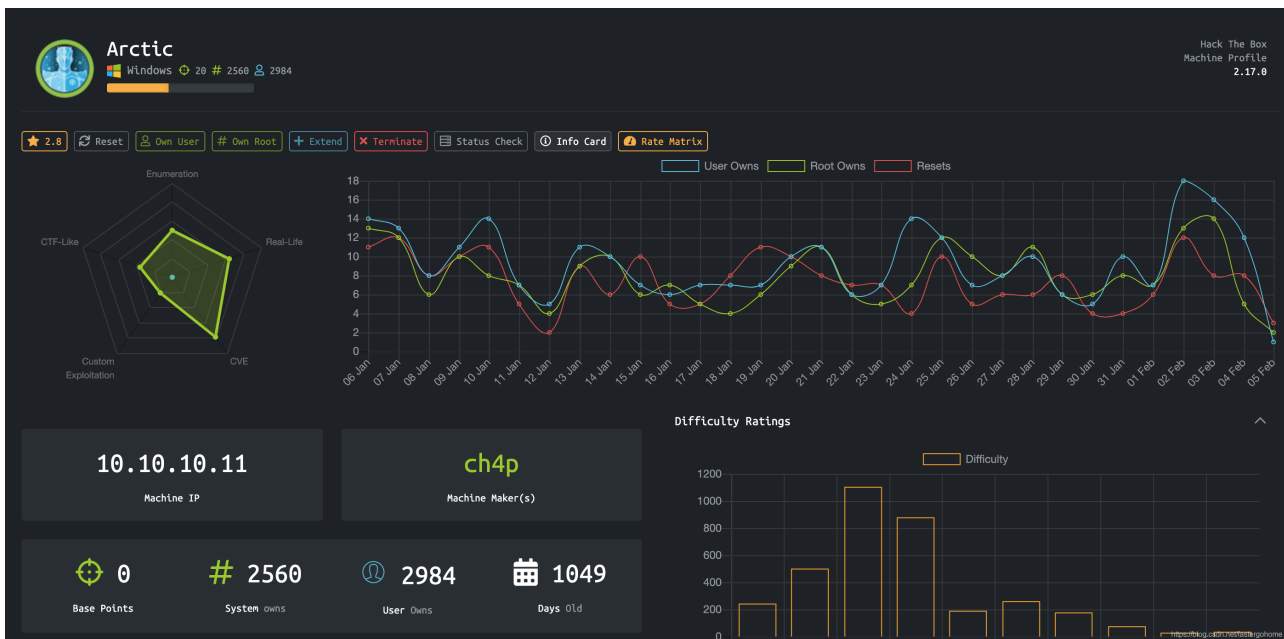 Arctic
Windows 20 # 2560 2984
Hack The Box
Machine Profile
2.17.0
2.8 Reset Own User # Own Root Extend Terminate Status Check Info Card Rate Matrix
User Owns Root Owns Resets
Enumeration
Real-Life
CVE
Custom
Exploitation
CTF-Like
18
16
14
12
10
8
6
4
2
0
06 Jan 07 Jan 08 Jan 09 Jan 10 Jan 11 Jan 12 Jan 13 Jan 14 Jan 15 Jan 16 Jan 17 Jan 18 Jan 19 Jan 20 Jan 21 Jan 22 Jan 23 Jan 24 Jan 25 Jan 26 Jan 27 Jan 28 Jan 29 Jan 30 Jan 31 Jan 01 Feb 02 Feb 03 Feb 04 Feb 05 Feb
10.10.10.11
Machine IP
ch4p
Machine Maker(s)
0
Base Points
# 2560
System owns
2984
User Owns
1049
Days Old
Difficulty Ratings
Difficulty
1200
1000
800
600
400
200
0